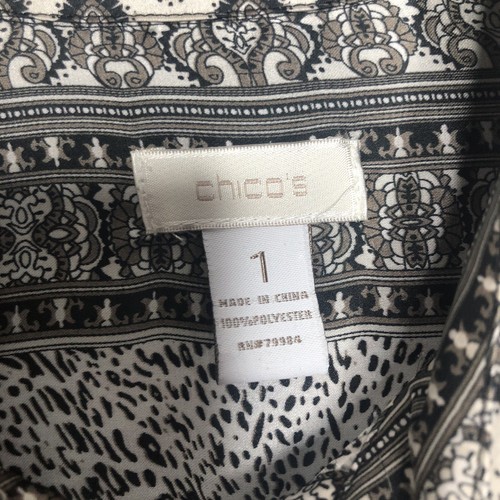 chico's
1
MADE IN CHINA
100%POLYESTER
RN#79984